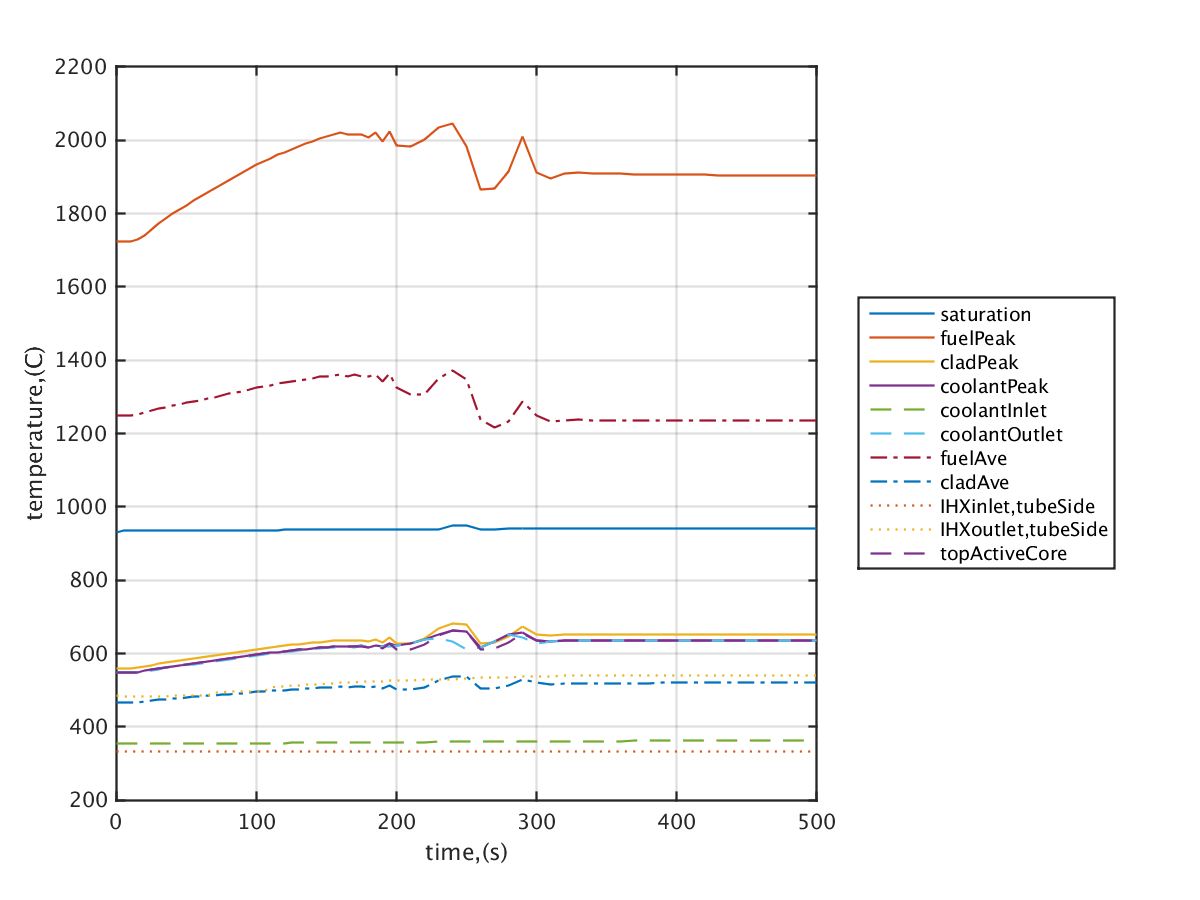 2200
2000
1800
1600
1400
1200
1000
800
600
400
200
temperature,(C)
0 100 200 300 400 500
time,(s)
saturation
fuelPeak
cladPeak
coolantPeak
coolantInlet
coolantOutlet
fuelAve
cladAve
IHXinlet,tubeSide
IHXoutlet,tubeSide
topActiveCore